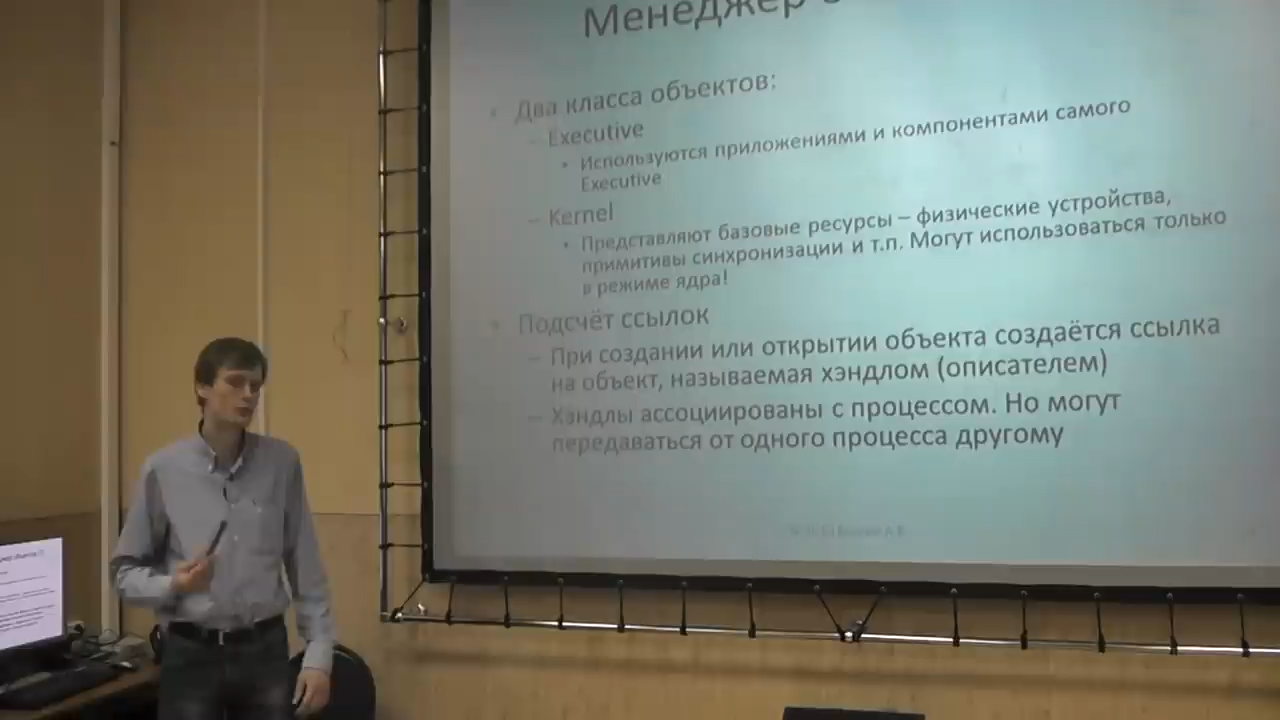 Менеджер
Два класса объектов:
– Executive
Используются приложениями и компонентами самого
Executive
– Kernel
Представляют базовые ресурсы – физические устройства,
примитивы синхронизации и т.п. Могут использоваться только
в режиме ядра!
Подсчёт ссылок
– При создании или открытии объекта создаётся ссылка
на объект, называемая хэндлом (описателем)
– Хэндлы ассоциированы с процессом. Но могут
передаваться от одного процесса другому